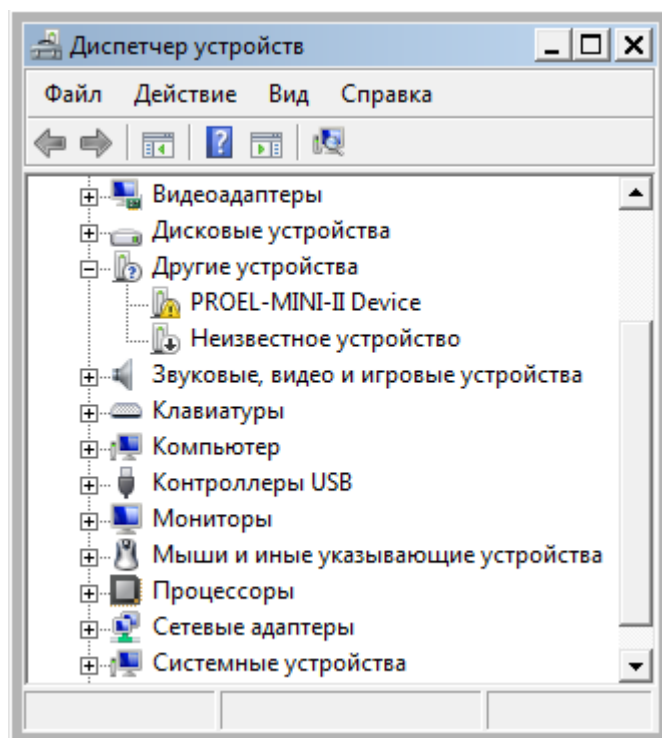 Диспетчер устройств
Файл Действие Вид Справка
Видеоадаптеры
Дисковые устройства
Другие устройства
PROEL-MINI-II Device
Неизвестное устройство
Звуковые, видео и игровые устройства
Клавиатуры
Компьютер
Контроллеры USB
Мониторы
Мыши и иные указывающие устройства
Процессоры
Сетевые адаптеры
Системные устройства